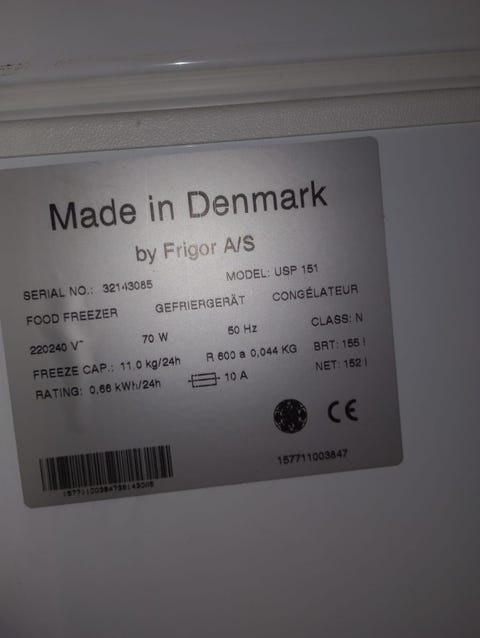 Made in Denmark
by Frigor A/S
SERIAL NO.: 32143085 MODEL: USP 151
FOOD FREEZER GEFRIERGERÄT CONGÉLATEUR
220240 V~ 70 W 50 Hz CLASS: N
FREEZE CAP.: 11.0 kg/24h R 600 a 0,044 KG BRT: 155 l
RATING: 0,66 kWh/24h 10 A NET: 152 l
CE
157711003847